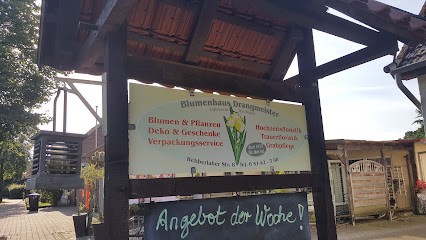 Blumenhaus Drangmeister
Blumen & Pflanzen
Deko & Geschenke
Verpackungsservice
Hochzeitsfloristik
Trauerfloristik
Grabpflege
Angebot der Woche!